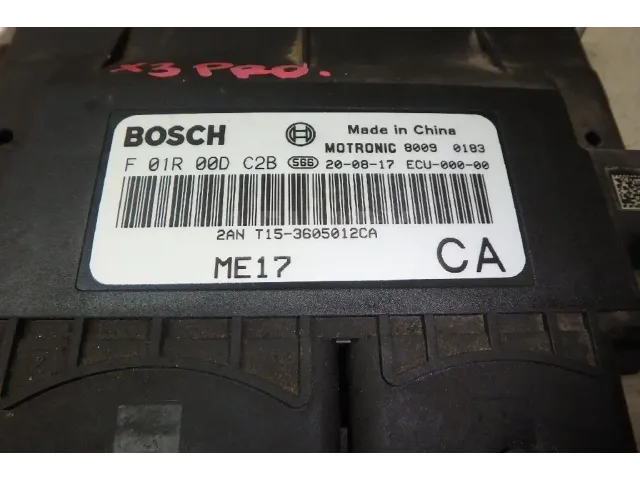 x3 PRO.
BOSCH
Made in China
MOTRONIC 8009 0183
F 01R 00D C2B 566 20-08-17 ECU-000-00
2AN T15-3605012CA
ME17
CA